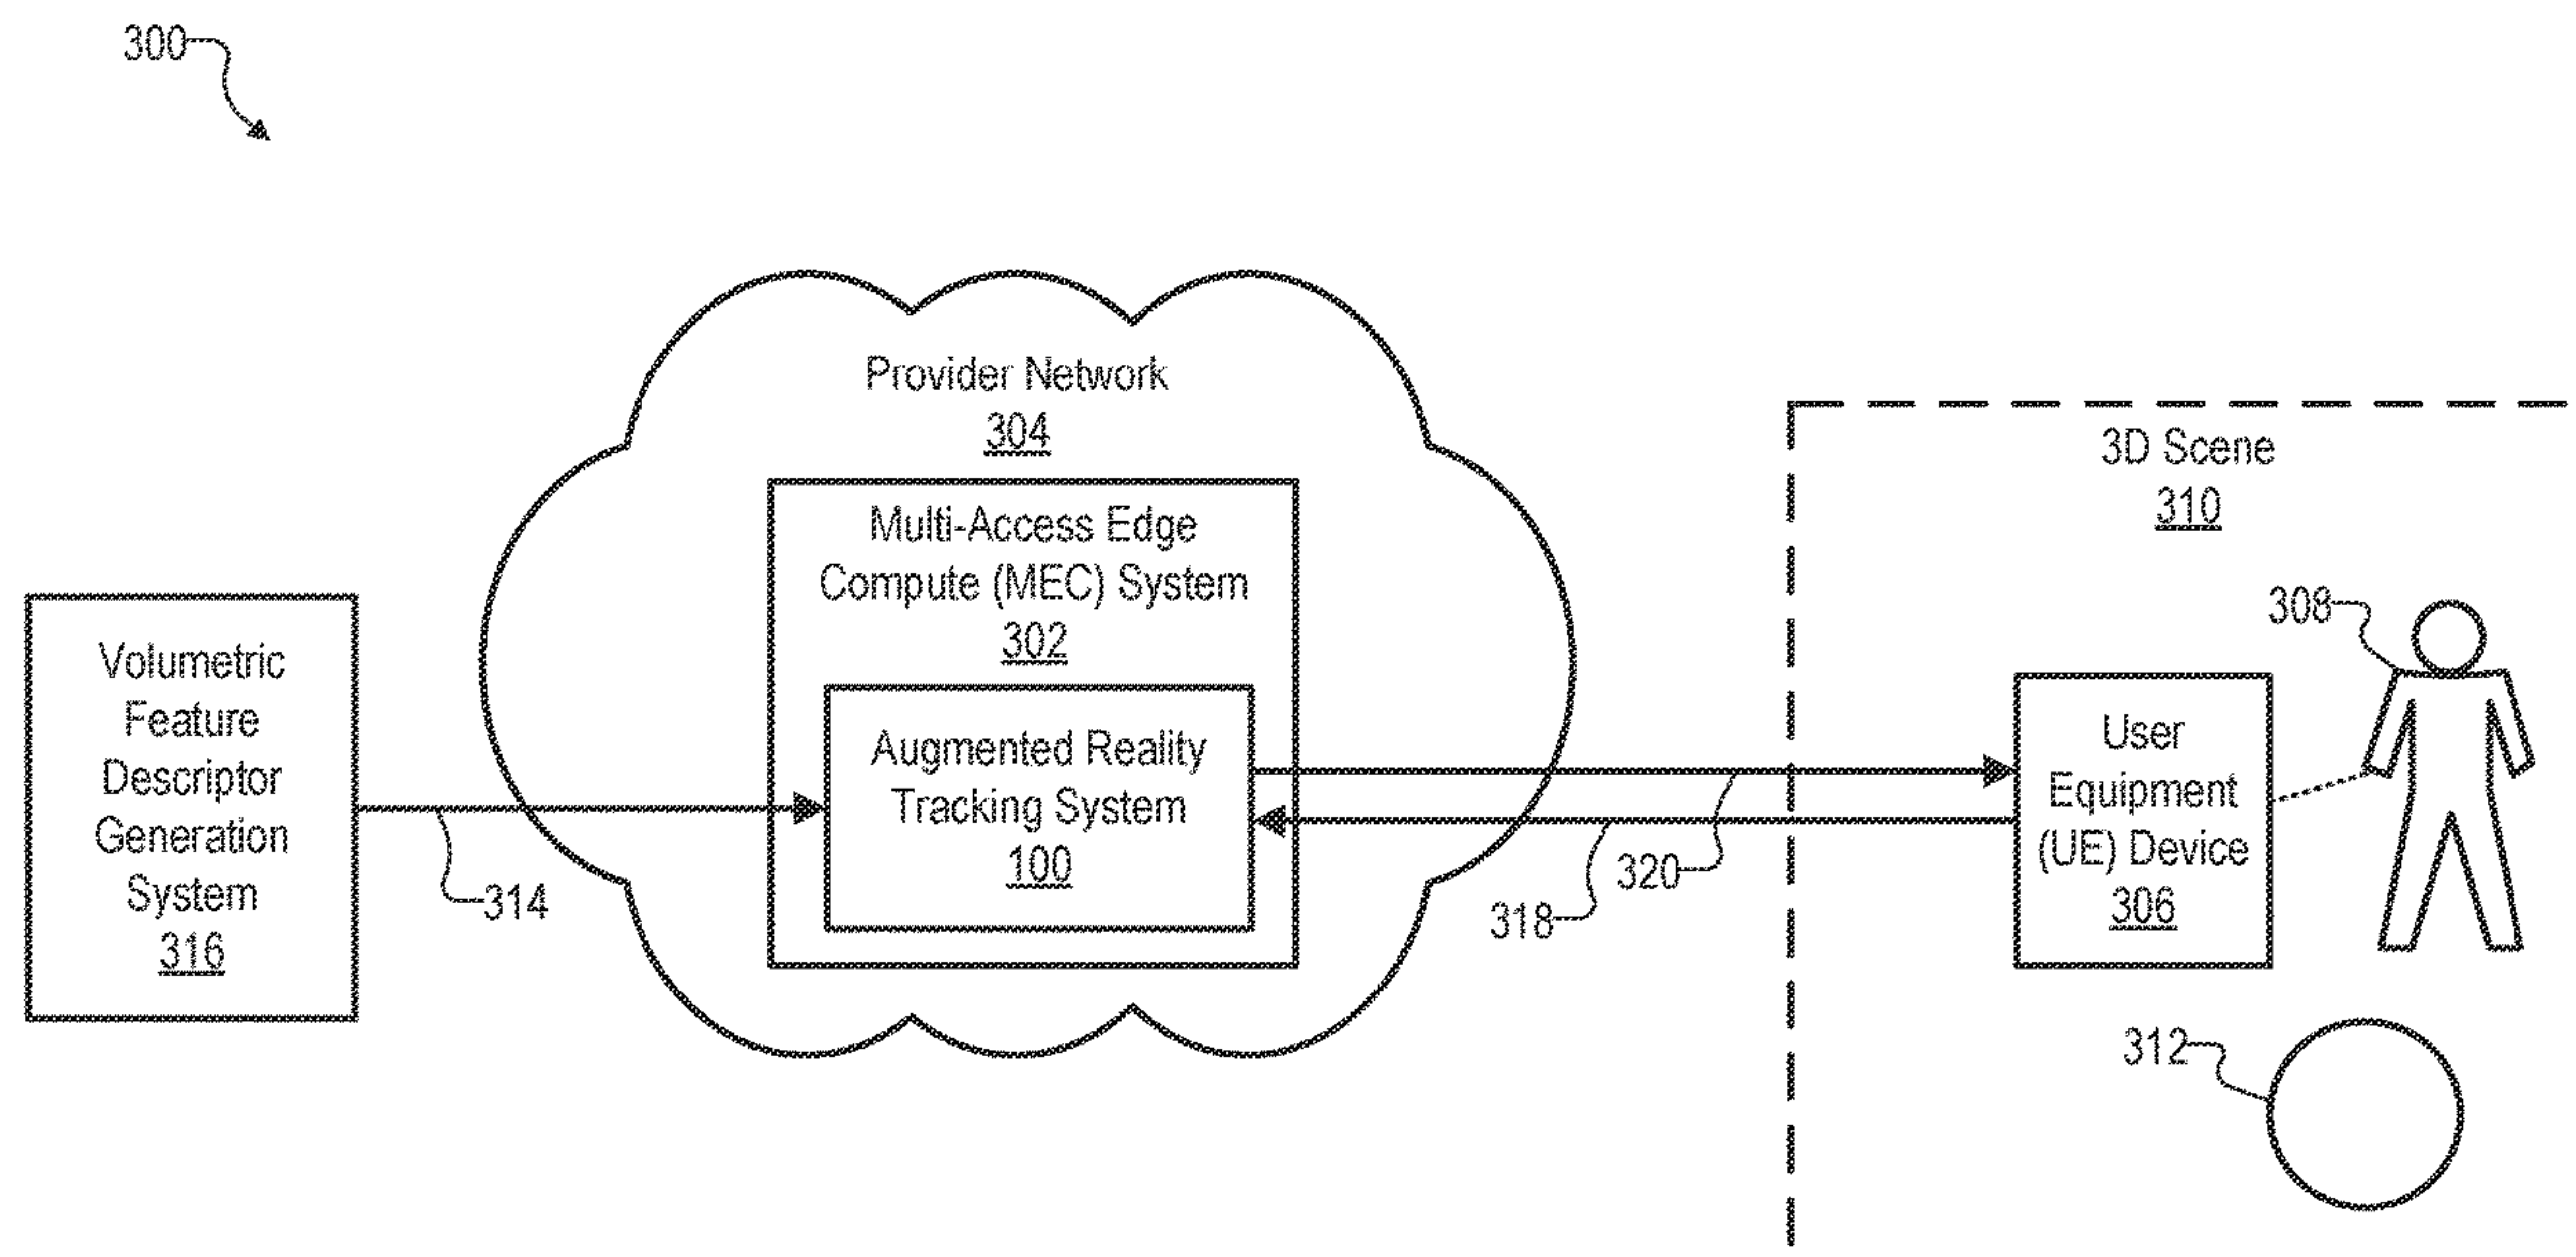 300
Provider Network
304
3D Scene
310
Multi-Access Edge
Compute (MEC) System
302
308
Volumetric
Feature
Descriptor
Generation
System
316
Augmented Reality
Tracking System
100
User
Equipment
(UE) Device
306
314
320
318
312